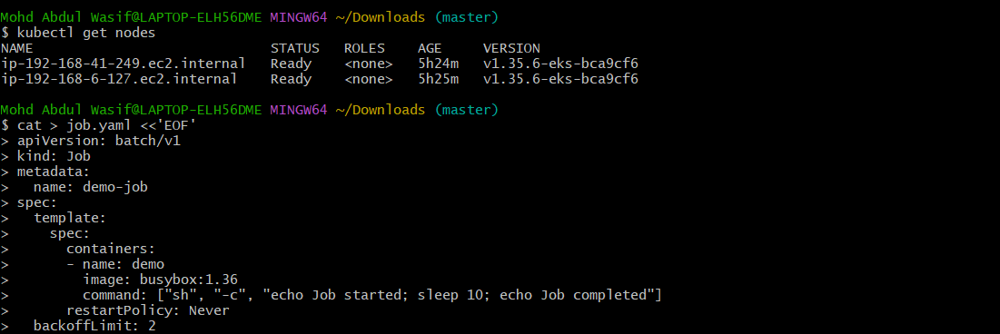 Mohd Abdul Wasif@LAPTOP-ELH56DME MINGW64 ~/Downloads (master)
$ kubectl get nodes
NAME                            STATUS   ROLES    AGE     VERSION
ip-192-168-41-249.ec2.internal   Ready    <none>   5h24m   v1.35.6-eks-bca9cf6
ip-192-168-6-127.ec2.internal    Ready    <none>   5h25m   v1.35.6-eks-bca9cf6
Mohd Abdul Wasif@LAPTOP-ELH56DME MINGW64 ~/Downloads (master)
$ cat > job.yaml <<'EOF'
> apiVersion: batch/v1
> kind: Job
> metadata:
>   name: demo-job
> spec:
>   template:
>     spec:
>       containers:
>       - name: demo
>         image: busybox:1.36
>         command: ["sh", "-c", "echo Job started; sleep 10; echo Job completed"]
>       restartPolicy: Never
>   backoffLimit: 2